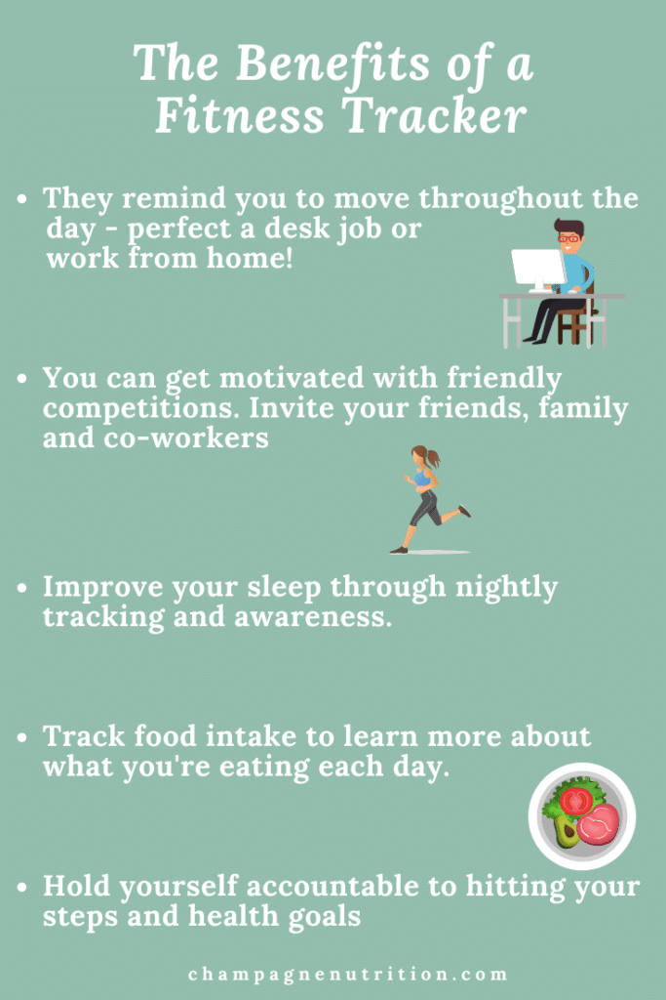 The Benefits of a
Fitness Tracker
• They remind you to move throughout the
day - perfect a desk job or
work from home!
• You can get motivated with friendly
competitions. Invite your friends, family
and co-workers
• Improve your sleep through nightly
tracking and awareness.
• Track food intake to learn more about
what you're eating each day.
• Hold yourself accountable to hitting your
steps and health goals
champagnenutrition.com